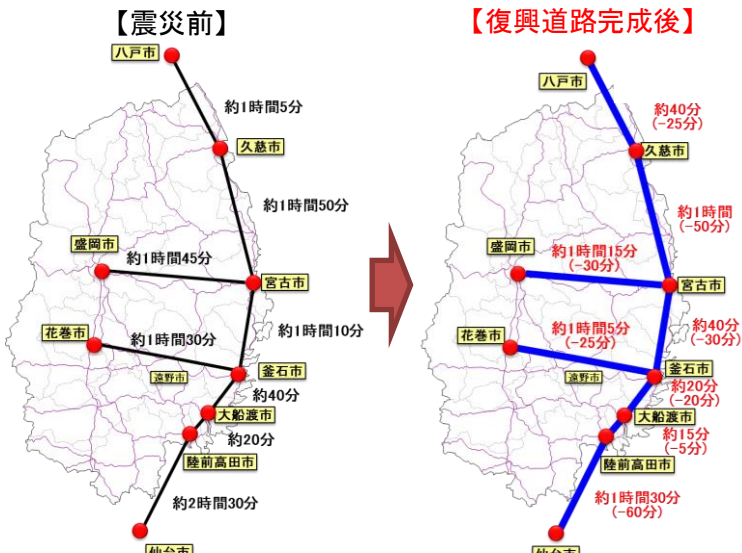 【震災前】
八戸市
約1時間5分
久慈市
約1時間50分
盛岡市
約1時間45分
宮古市
花巻市
約1時間30分
約1時間10分
遠野市
釜石市
約40分
大船渡市
約20分
陸前高田市
約2時間30分
仙台市
【復興道路完成後】
八戸市
約40分
(-25分)
久慈市
約1時間
(-50分)
盛岡市
約1時間15分
(-30分)
宮古市
花巻市
約1時間5分
(-25分)
約40分
(-30分)
遠野市
釜石市
約20分
(-20分)
大船渡市
約15分
(-5分)
陸前高田市
約1時間30分
(-60分)
仙台市